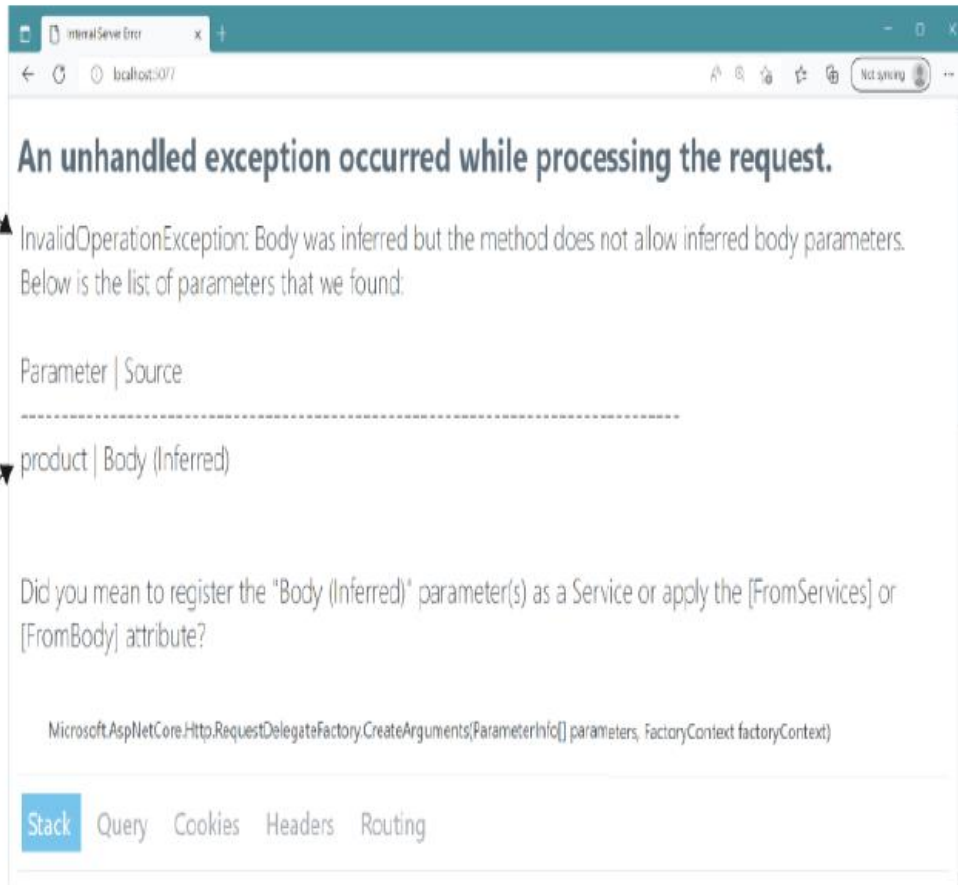 Internal Server Error
localhost:5077
Not syncing
An unhandled exception occurred while processing the request.
InvalidOperationException: Body was inferred but the method does not allow inferred body parameters.
Below is the list of parameters that we found:
Parameter | Source
---------------------------------------------------------------------------------
product | Body (Inferred)
Did you mean to register the "Body (Inferred)" parameter(s) as a Service or apply the [FromServices] or
[FromBody] attribute?
Microsoft.AspNetCore.Http.RequestDelegateFactory.CreateArguments(ParameterInfo[] parameters, FactoryContext factoryContext)
Stack Query Cookies Headers Routing